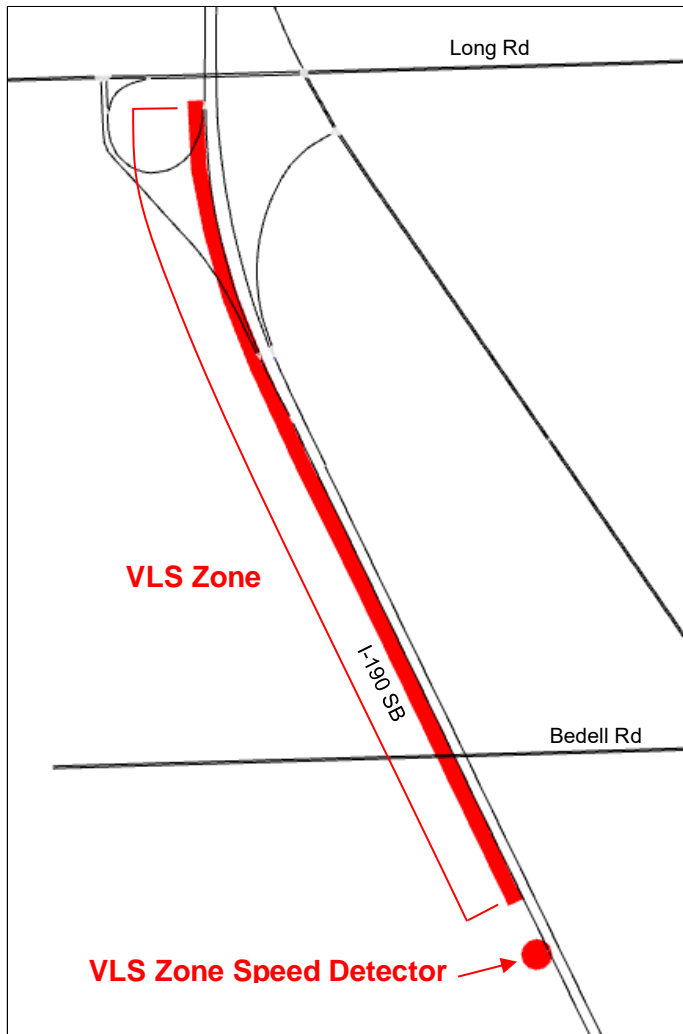 Long Rd
VLS Zone
I-190 SB
Bedell Rd
VLS Zone Speed Detector